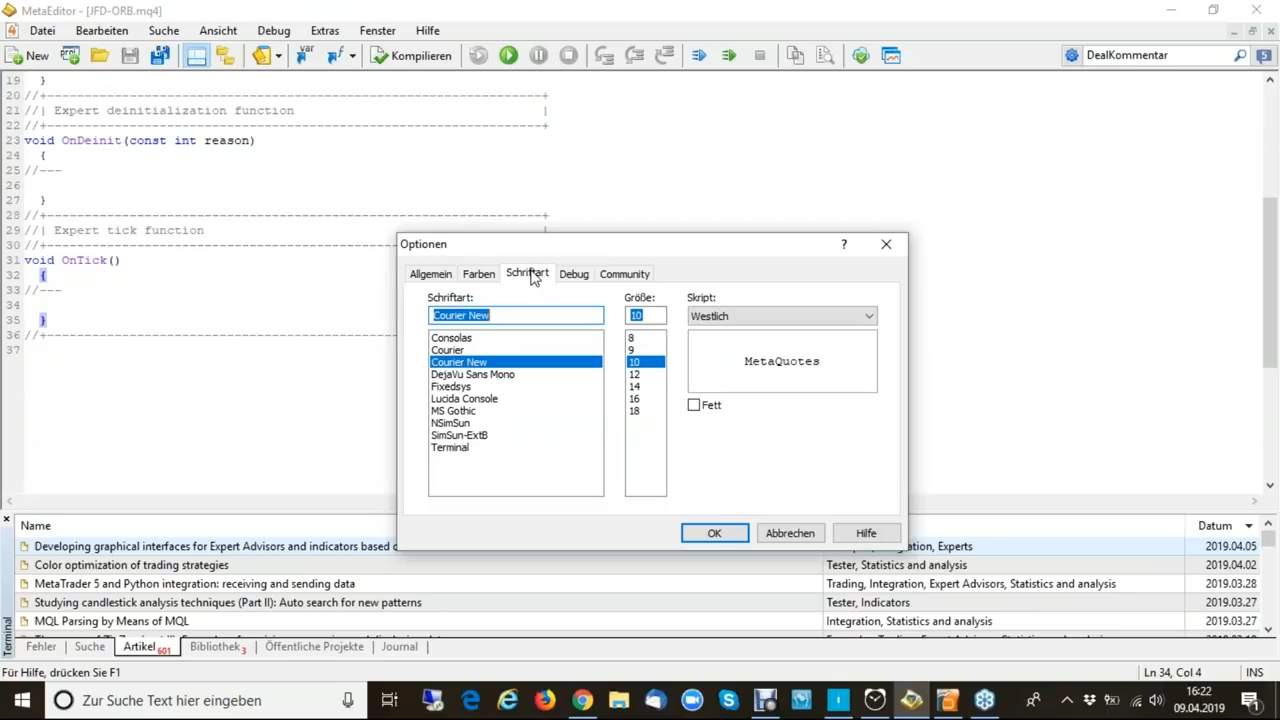 MetaEditor - [JFD-ORB.mq4]
Datei Bearbeiten Suche Ansicht Debug Extras Fenster Hilfe
New Kompilieren DealKommentar 5
19 }
20 //+------------------------------------------------------------------+
21 //| Expert deinitialization function |
22 //+------------------------------------------------------------------+
23 void OnDeinit(const int reason)
24 {
25 //---
26
27 }
28 //+------------------------------------------------------------------+
29 //| Expert tick function |
30 //+------------------------------------------------------------------+
31 void OnTick()
32 {
33 //---
34
35 }
36 //+------------------------------------------------------------------+
37
Optionen ?
Allgemein Farben Schriftart Debug Community
Schriftart: Größe: Skript:
Courier New 10 Westlich
Consolas 8
Courier 9
Courier New 10 MetaQuotes
DejaVu Sans Mono 12
Fixedsys 14
Lucida Console 16
MS Gothic 18
NSimSun
SimSun-ExtB
Terminal
Fett
OK Abbrechen Hilfe
Name Datum
Developing graphical interfaces for Expert Advisors and indicators based Experts 2019.04.05
Color optimization of trading strategies Tester, Statistics and analysis 2019.04.02
MetaTrader 5 and Python integration: receiving and sending data Trading, Integration, Expert Advisors, Statistics and analysis 2019.03.28
Studying candlestick analysis techniques (Part II): Auto search for new patterns Tester, Indicators 2019.03.27
MQL Parsing by Means of MQL Integration, Statistics and analysis 2019.03.27
Terminal
Fehler Suche Artikel 601 Bibliothek 3 Öffentliche Projekte Journal
Für Hilfe, drücken Sie F1 Ln 34, Col 4 INS
Zur Suche Text hier eingeben 16:22
09.04.2019